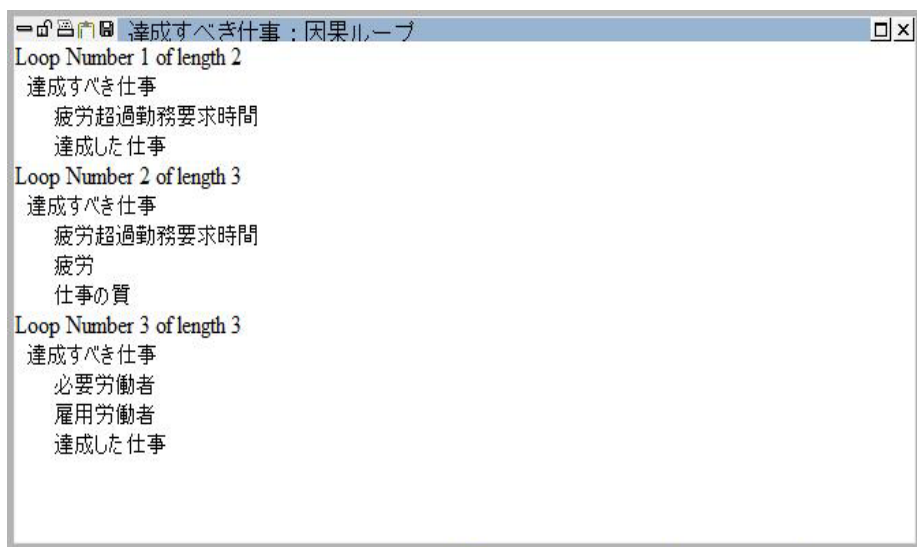 達成すべき仕事:因果ループ
Loop Number 1 of length 2
達成すべき仕事
疲労超過勤務要求時間
達成した仕事
Loop Number 2 of length 3
達成すべき仕事
疲労超過勤務要求時間
疲労
仕事の質
Loop Number 3 of length 3
達成すべき仕事
必要労働者
雇用労働者
達成した仕事